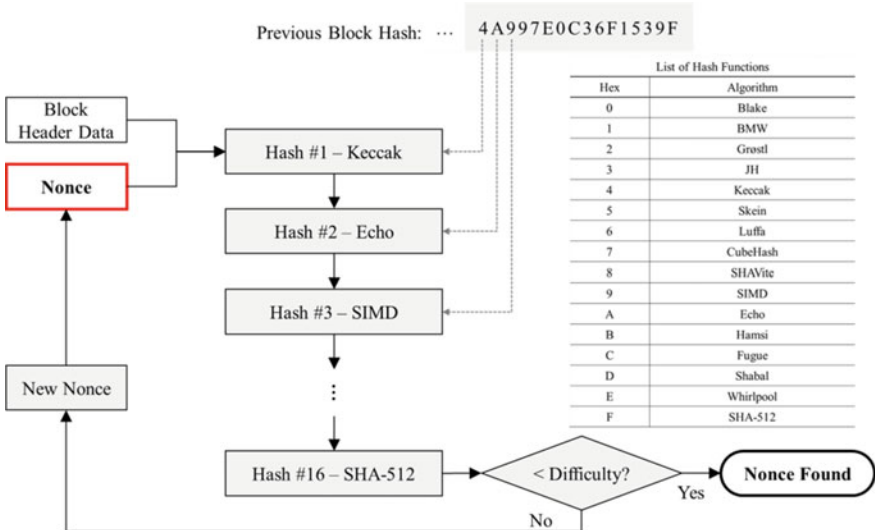 Previous Block Hash: ⋯ 4A997E0C36F1539F
List of Hash Functions
Hex Algorithm
0 Blake
1 BMW
2 Grøstl
3 JH
4 Keccak
5 Skein
6 Luffa
7 CubeHash
8 SHAVite
9 SIMD
A Echo
B Hamsi
C Fugue
D Shabal
E Whirlpool
F SHA-512
Block
Header Data
Nonce
Hash #1 – Keccak
Hash #2 – Echo
Hash #3 – SIMD
⋮
New Nonce
Hash #16 – SHA-512
< Difficulty?
Yes
Nonce Found
No